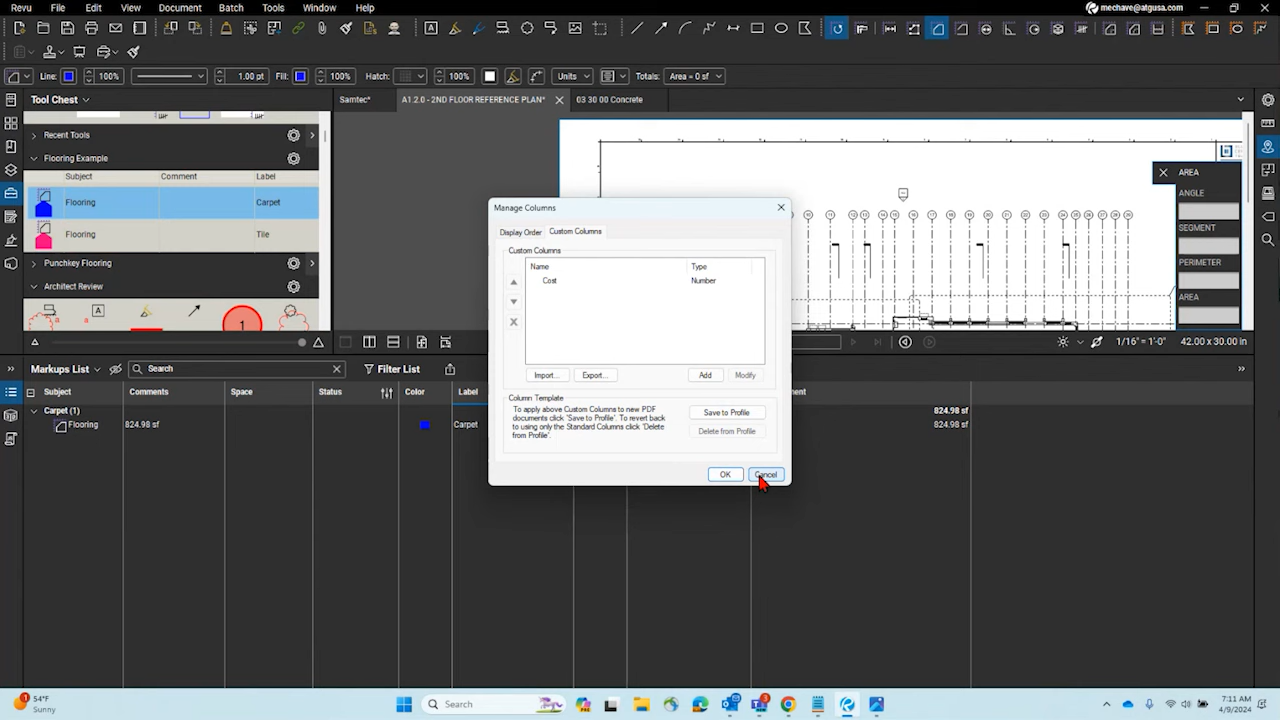 Revu File Edit View Document Batch Tools Window Help mechave@atgusa.com
Line: 100% 1.00 pt Fill: 100% Hatch: 100% Units Totals: Area = 0 sf
Tool Chest
Samtec* A1.2.0 - 2ND FLOOR REFERENCE PLAN* 03 30 00 Concrete
Recent Tools
Flooring Example
Subject Comment Label
Flooring Carpet
Flooring Tile
Punchkey Flooring
Architect Review
1
AREA
ANGLE
SEGMENT
PERIMETER
AREA
Manage Columns
Display Order Custom Columns
Custom Columns
Name Type
Cost Number
Import... Export... Add Modify
Column Template
To apply above Custom Columns to new PDF
documents click 'Save to Profile'. To revert back
to using only the Standard Columns click 'Delete
from Profile'.
Save to Profile
Delete from Profile
OK Cancel
1/16" = 1'-0" 42.00 x 30.00 in
Markups List Search Filter List
Subject Comments Space Status Color Label
Carpet (1) 824.98 sf
Flooring 824.98 sf Carpet 824.98 sf
54°F
Sunny
Search
7:11 AM
4/9/2024